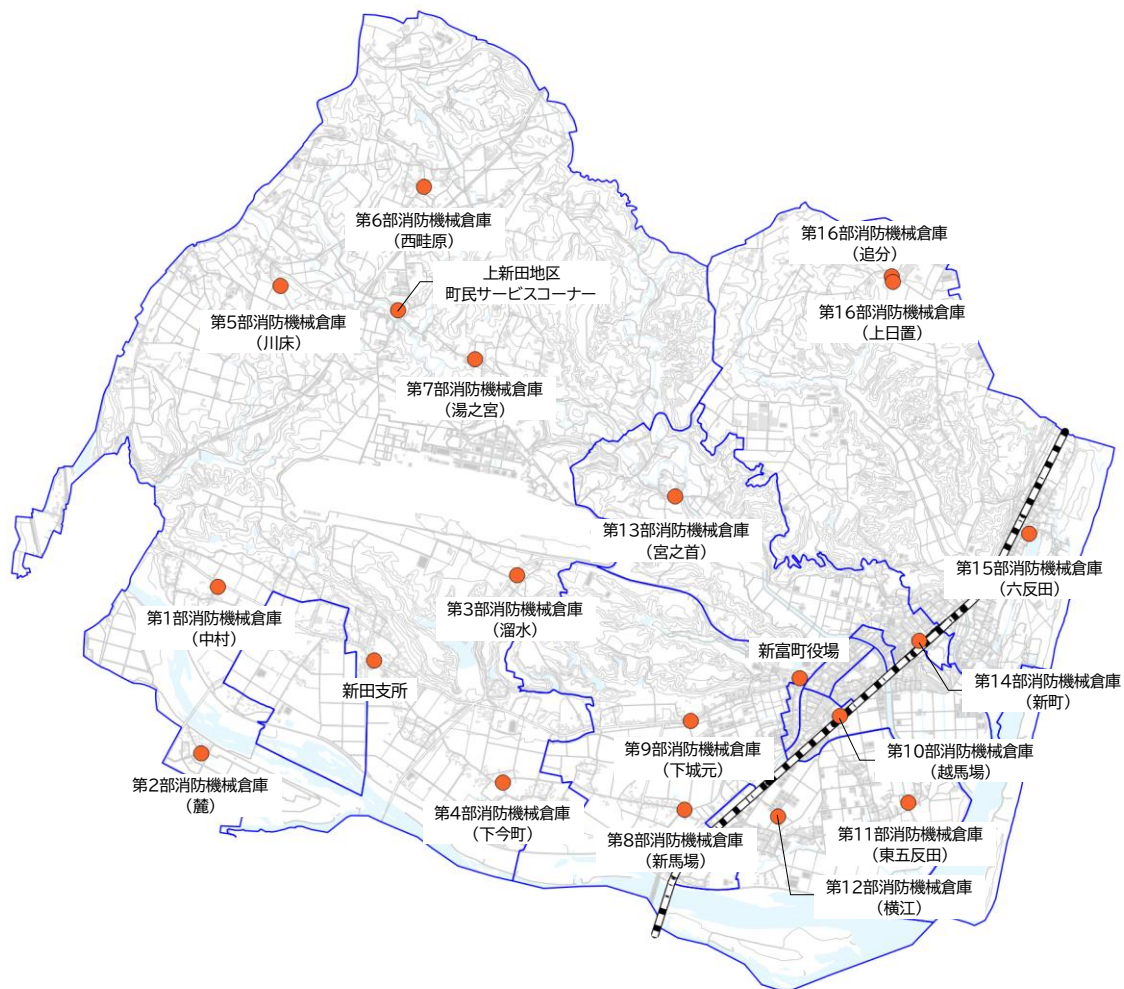 第6部消防機械倉庫
（西畦原）
第16部消防機械倉庫
（追分）
上新田地区
町民サービスコーナー
第5部消防機械倉庫
（川床）
第16部消防機械倉庫
（上日置）
第7部消防機械倉庫
（湯之宮）
第13部消防機械倉庫
（宮之首）
第15部消防機械倉庫
（六反田）
第1部消防機械倉庫
（中村）
第3部消防機械倉庫
（溜水）
新富町役場
新田支所
第14部消防機械倉庫
（新町）
第9部消防機械倉庫
（下城元）
第10部消防機械倉庫
（越馬場）
第2部消防機械倉庫
（麓）
第4部消防機械倉庫
（下今町）
第8部消防機械倉庫
（新馬場）
第11部消防機械倉庫
（東五反田）
第12部消防機械倉庫
（横江）